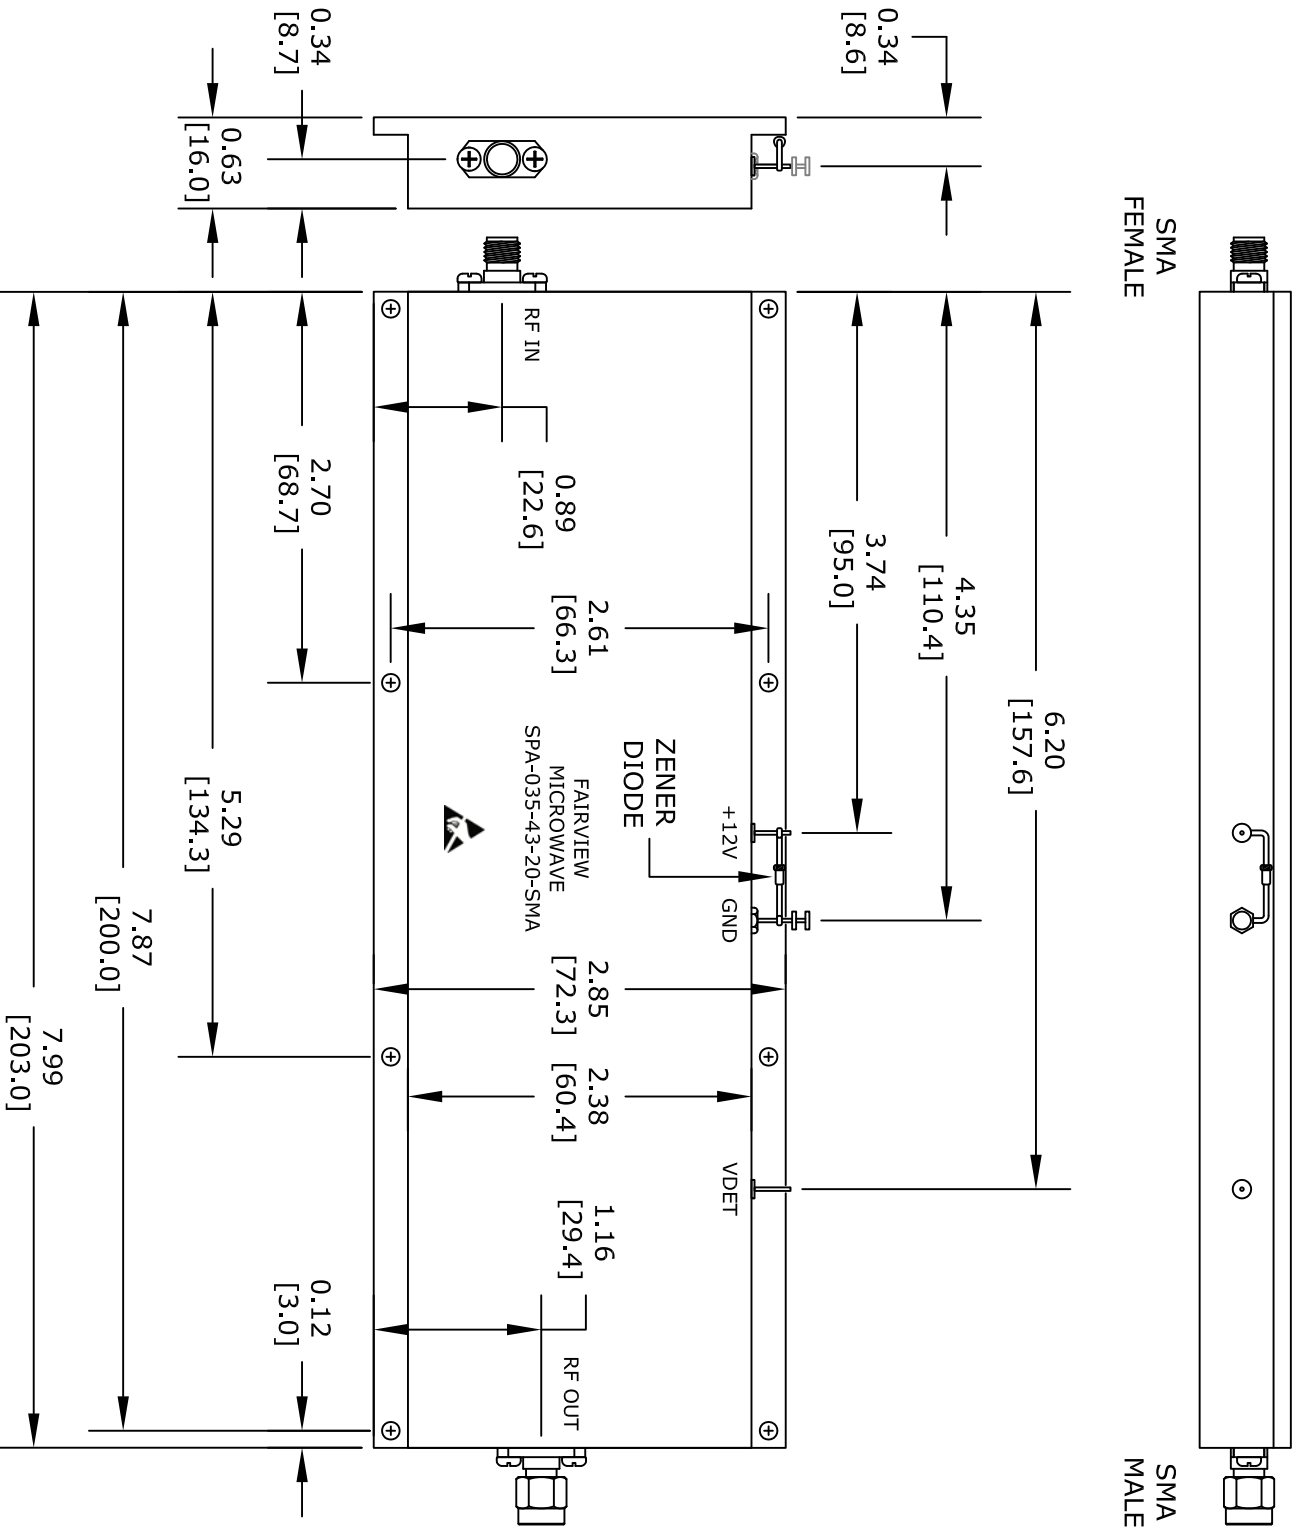 SMA
FEMALE
SMA
MALE
6.20
[157.6]
4.35
[110.4]
3.74
[95.0]
0.34
[8.6]
ZENER
DIODE
+12V
GND
VDET
RF IN
0.89
[22.6]
2.61
[66.3]
FAIRVIEW
MICROWAVE
SPA-035-43-20-SMA
2.85
[72.3]
2.38
[60.4]
1.16
[29.4]
RF OUT
0.34
[8.7]
0.63
[16.0]
2.70
[68.7]
0.12
[3.0]
5.29
[134.3]
7.87
[200.0]
7.99
[203.0]